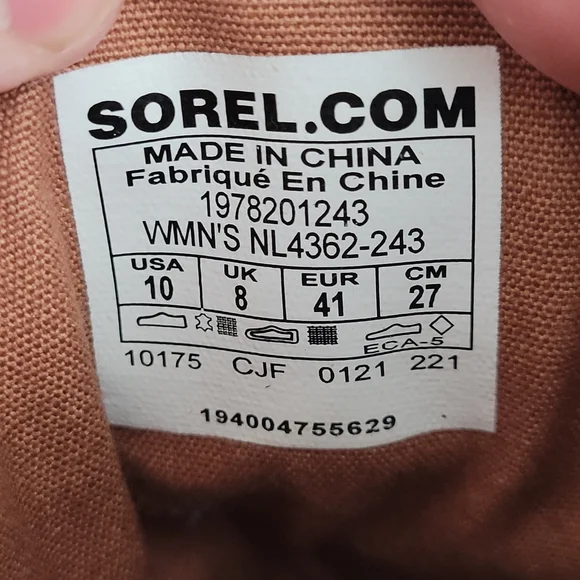 SOREL.COM
MADE IN CHINA
Fabriqué En Chine
1978201243
WMN'S NL4362-243
USA UK EUR CM
10 8 41 27
ECA-5
10175 CJF 0121 221
194004755629